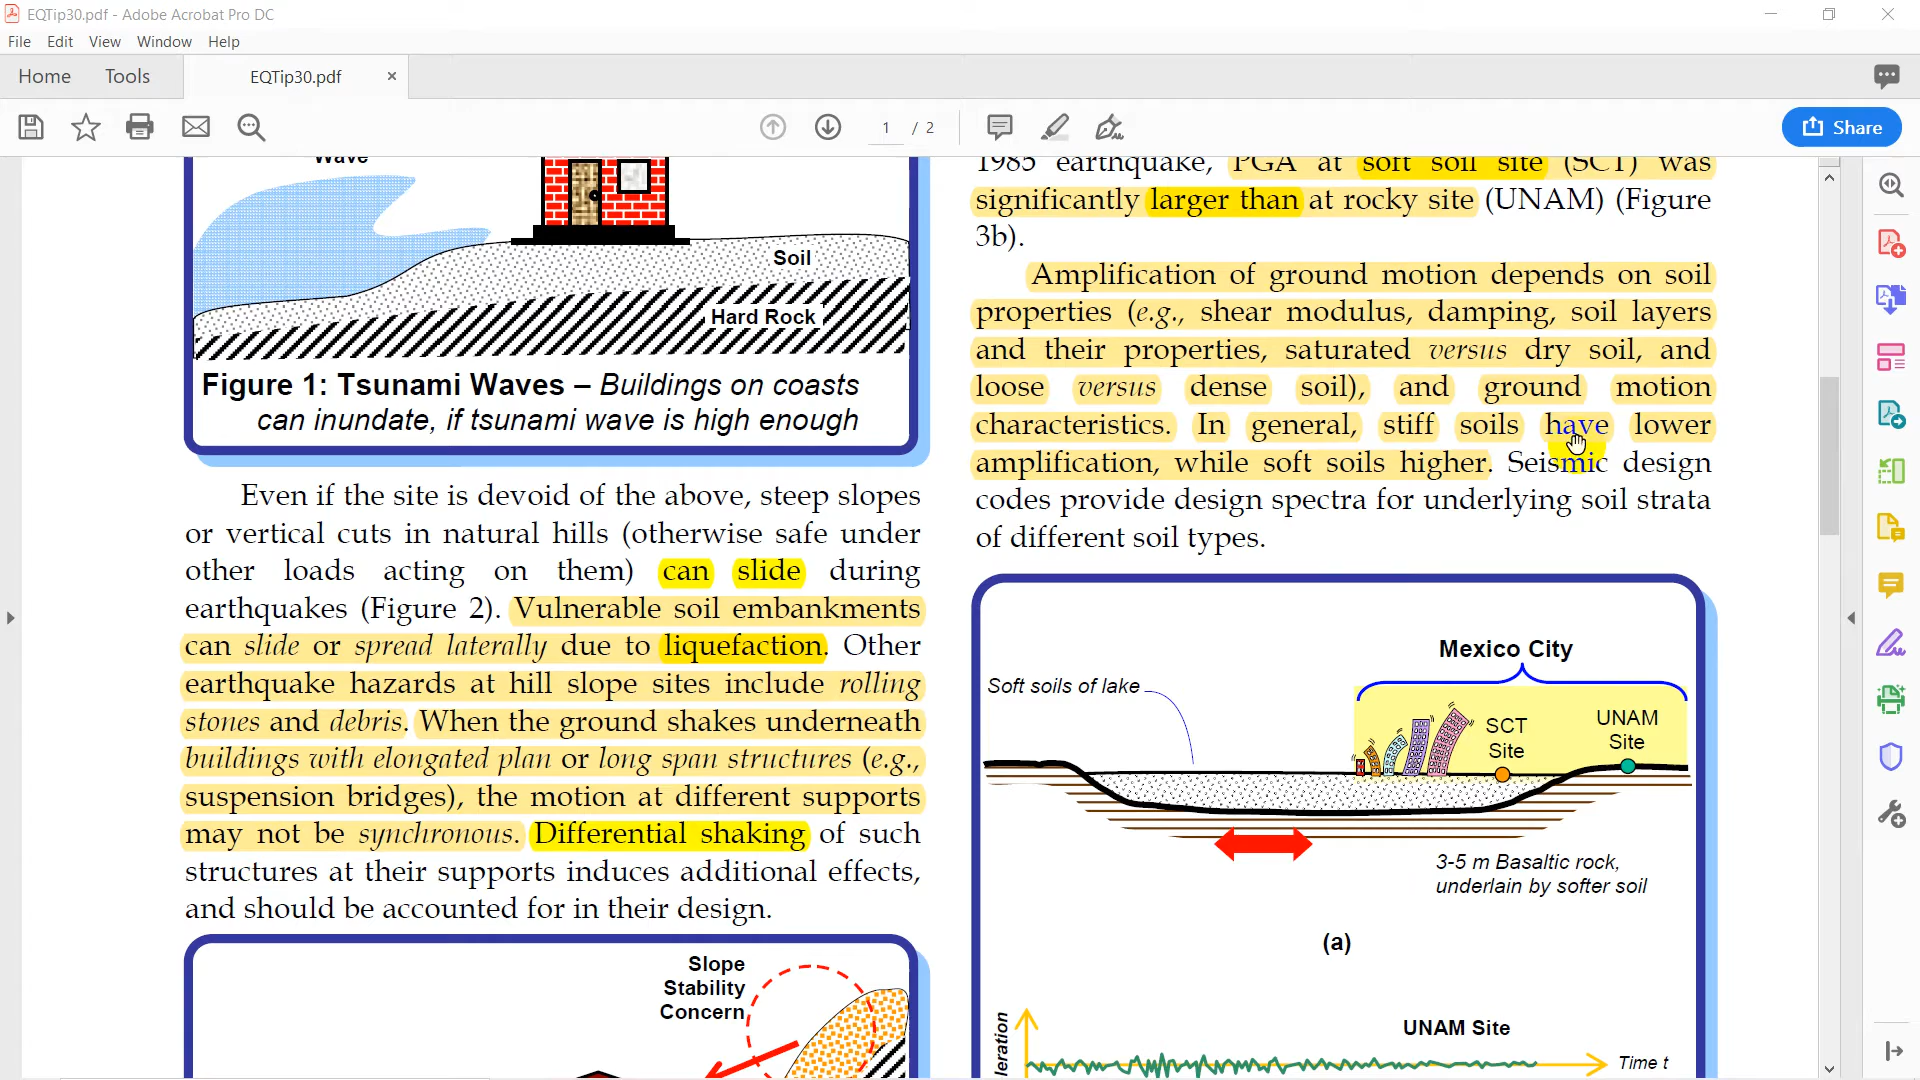 EQTip30.pdf - Adobe Acrobat Pro DC
File Edit View Window Help
Home Tools EQTip30.pdf ×
1 / 2
Share
Wave
Soil
Hard Rock
Figure 1: Tsunami Waves – Buildings on coasts
can inundate, if tsunami wave is high enough
Even if the site is devoid of the above, steep slopes
or vertical cuts in natural hills (otherwise safe under
other loads acting on them) can slide during
earthquakes (Figure 2). Vulnerable soil embankments
can slide or spread laterally due to liquefaction. Other
earthquake hazards at hill slope sites include rolling
stones and debris. When the ground shakes underneath
buildings with elongated plan or long span structures (e.g.,
suspension bridges), the motion at different supports
may not be synchronous. Differential shaking of such
structures at their supports induces additional effects,
and should be accounted for in their design.
Slope
Stability
Concern
1985 earthquake, PGA at soft soil site (SCT) was
significantly larger than at rocky site (UNAM) (Figure
3b).
Amplification of ground motion depends on soil
properties (e.g., shear modulus, damping, soil layers
and their properties, saturated versus dry soil, and
loose versus dense soil), and ground motion
characteristics. In general, stiff soils have lower
amplification, while soft soils higher. Seismic design
codes provide design spectra for underlying soil strata
of different soil types.
Mexico City
Soft soils of lake
SCT
Site
UNAM
Site
3-5 m Basaltic rock,
underlain by softer soil
(a)
UNAM Site
leration
Time t